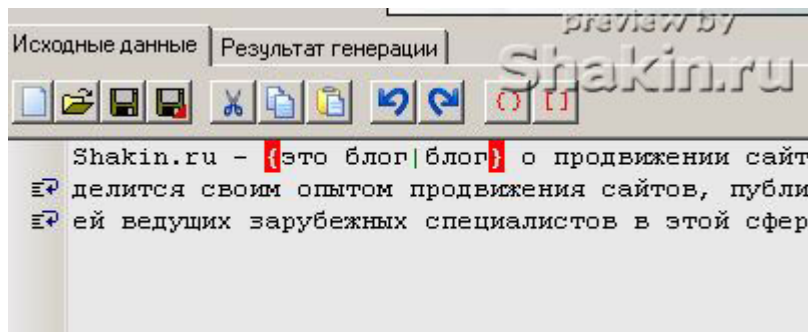 preview by
Shakin.ru
Исходные данные Результат генерации
Shakin.ru - {это блог|блог} о продвижении сайт
делится своим опытом продвижения сайтов, публи
ей ведущих зарубежных специалистов в этой сфер